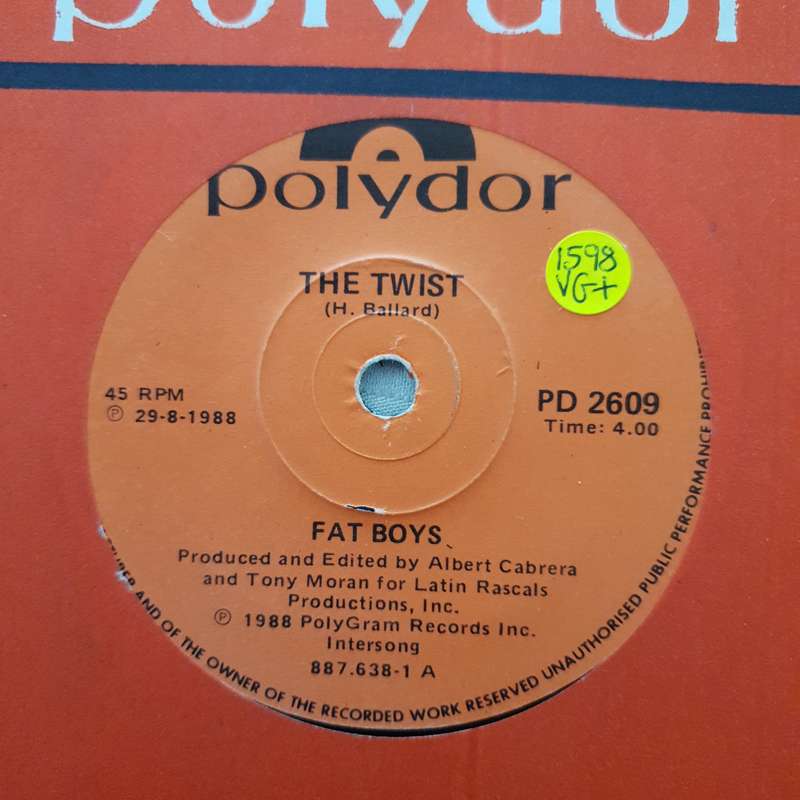 polydor
polydor
THE TWIST
(H. Ballard)
1598
VG+
45 RPM
℗ 29-8-1988
PD 2609
Time: 4.00
FAT BOYS
Produced and Edited by Albert Cabrera
and Tony Moran for Latin Rascals
Productions, Inc.
℗ 1988 PolyGram Records Inc.
Intersong
887.638-1 A
AND OF THE OWNER OF THE RECORDED WORK RESERVED UNAUTHORISED PUBLIC PERFORMANCE